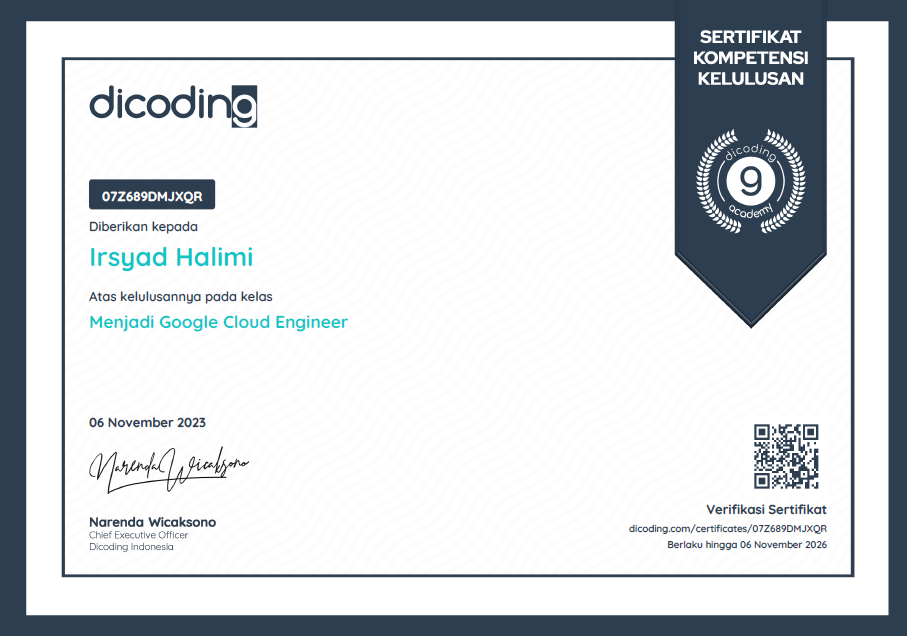 SERTIFIKAT
KOMPETENSI
KELULUSAN
dicoding
dicoding
9
academy
07Z689DMJXQR
Diberikan kepada
Irsyad Halimi
Atas kelulusannya pada kelas
Menjadi Google Cloud Engineer
06 November 2023
Narenda Wicaksono
Narenda Wicaksono
Chief Executive Officer
Dicoding Indonesia
Verifikasi Sertifikat
dicoding.com/certificates/07Z689DMJXQR
Berlaku hingga 06 November 2026